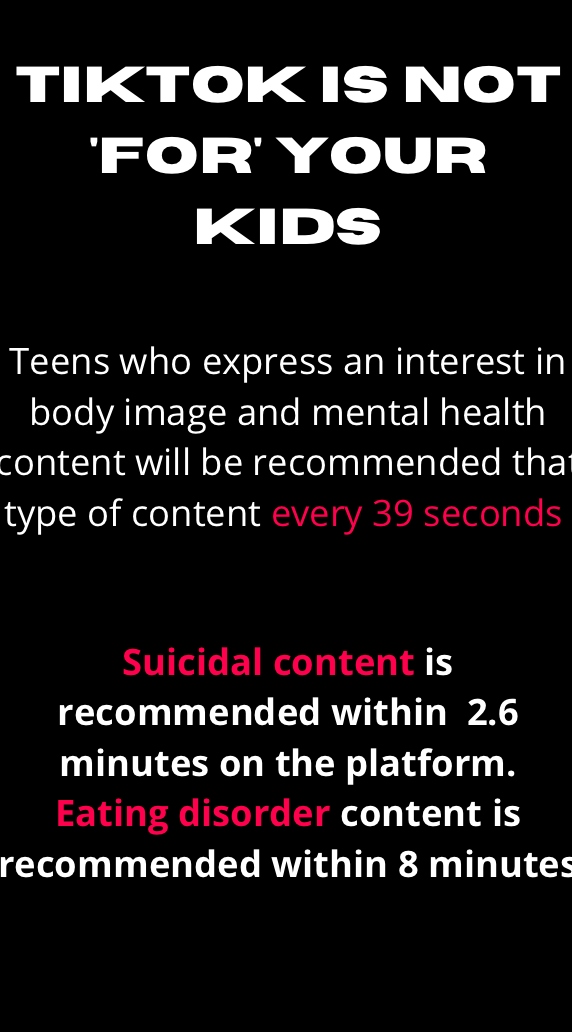 TIKTOK IS NOT
'FOR' YOUR
KIDS
Teens who express an interest in
body image and mental health
content will be recommended that
type of content every 39 seconds
Suicidal content is
recommended within 2.6
minutes on the platform.
Eating disorder content is
recommended within 8 minutes